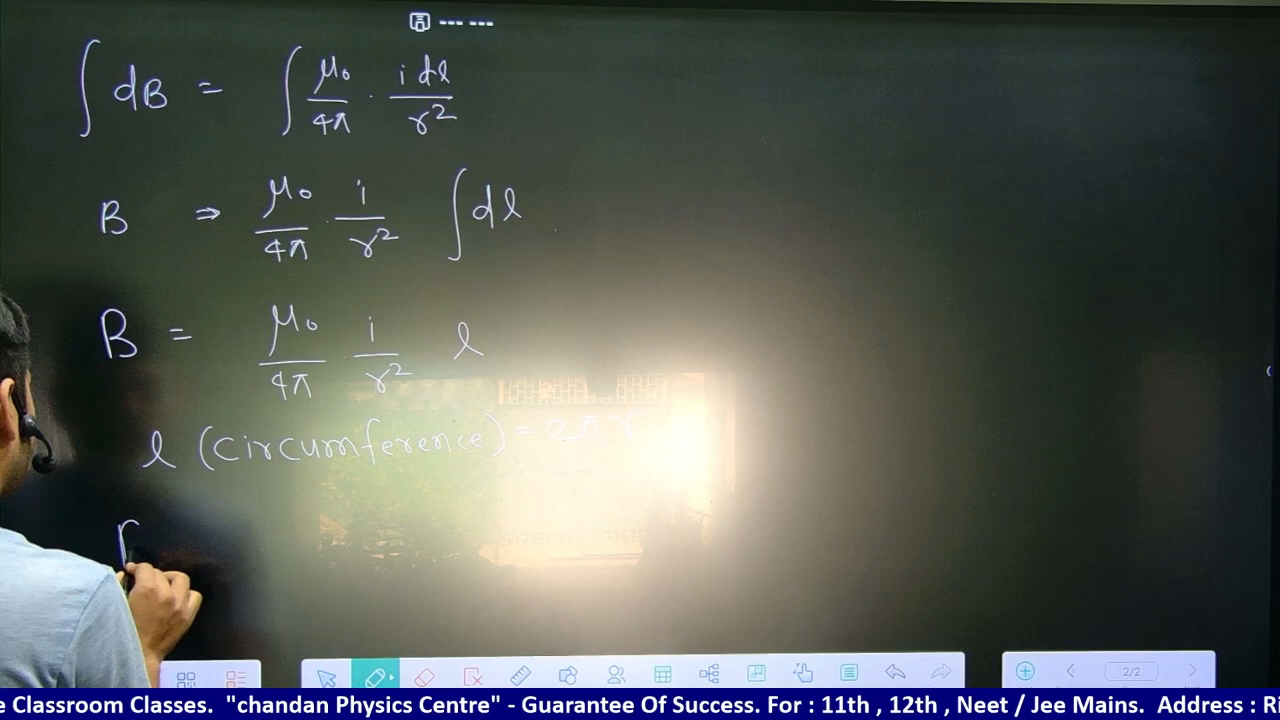 ∫ dB = ∫ μ₀/4π · i dl/r²
B ⇒ μ₀/4π · i/r² ∫ dl
B = μ₀/4π · i/r² l
l (circumference) = 2πr
2/2
e Classroom Classes. "chandan Physics Centre" - Guarantee Of Success. For : 11th , 12th , Neet / Jee Mains. Address : Ri